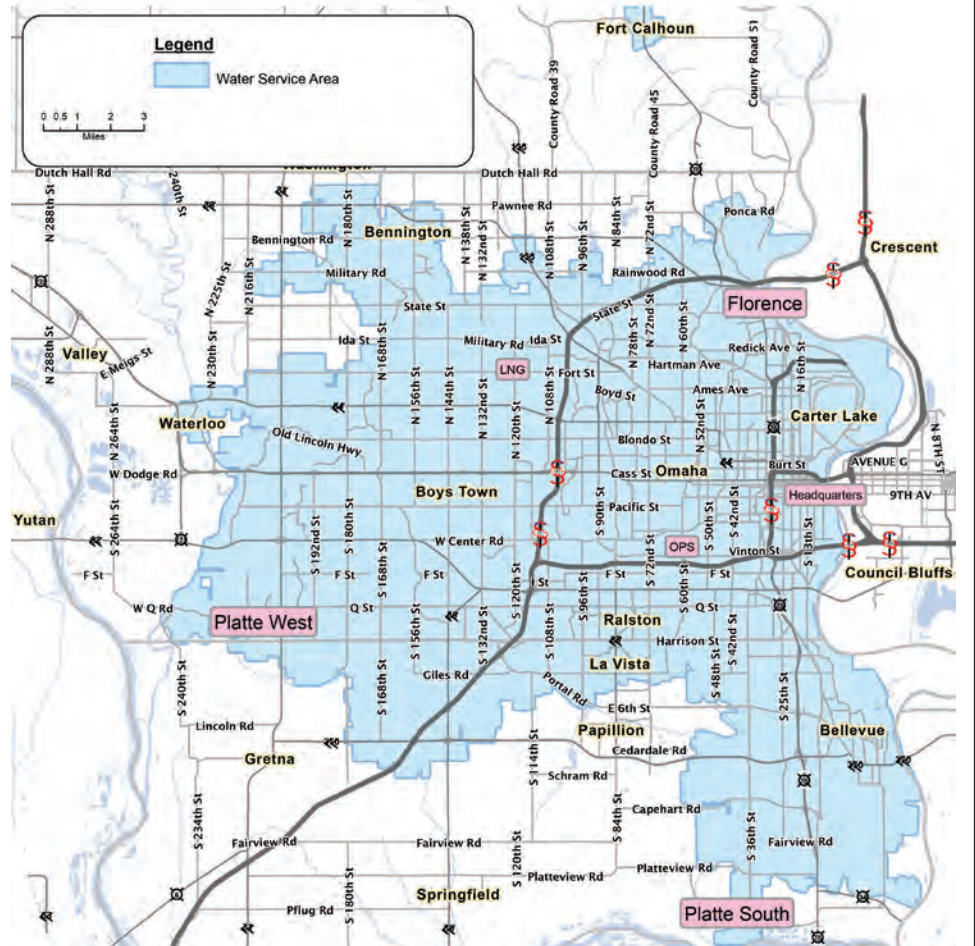 Legend
Water Service Area
0 0.5 1 2 3
Miles
Fort Calhoun
County Road 51
County Road 39
County Road 45
Dutch Hall Rd
Dutch Hall Rd
240th St
N 288th St
N 180th St
Pawnee Rd
N 138th St
N 132nd St
N 108th St
N 96th St
N 84th St
N 72nd St
Ponca Rd
Bennington Rd
Bennington
Crescent
N 225th St
N 216th St
Military Rd
Rainwood Rd
State St
State St
Florence
N 288th St
Valley
E Meigs St
N 230th St
Ida St
N 168th St
Military Rd
Ida St
N 78th St
N 72nd St
N 60th St
Redick Ave
N 16th St
LNG
Fort St
Hartman Ave
Boyd St
Ames Ave
N 156th St
N 144th St
N 132nd St
N 120th St
N 108th St
N 52nd St
Carter Lake
N 264th St
Waterloo
Old Lincoln Hwy
Blondo St
N 8TH ST
W Dodge Rd
Cass St
Omaha
Burt St
AVENUE G
Boys Town
Headquarters
9TH AV
Yutan
S 264th St
S 192nd St
S 180th St
W Center Rd
S 90th St
Pacific St
S 50th St
S 42nd St
OPS
Vinton St
S 13th St
Council Bluffs
F St
F St
S 168th St
F St
S 120th St
I St
S 96th St
F St
S 72nd St
S 60th St
F St
W Q Rd
Platte West
Q St
S 156th St
S 132nd St
S 108th St
Ralston
Q St
Harrison St
S 42nd St
S 240th St
S 168th St
Giles Rd
La Vista
Portal Rd
S 48th St
S 25th St
Lincoln Rd
E 6th St
Papillion
Bellevue
Gretna
S 114th St
Cedardale Rd
Schram Rd
S 234th St
S 84th St
Capehart Rd
S 36th St
Fairview Rd
Fairview Rd
Fairview Rd
S 180th St
S 120th St
Platteview Rd
Platteview Rd
Springfield
Pflug Rd
Platte South